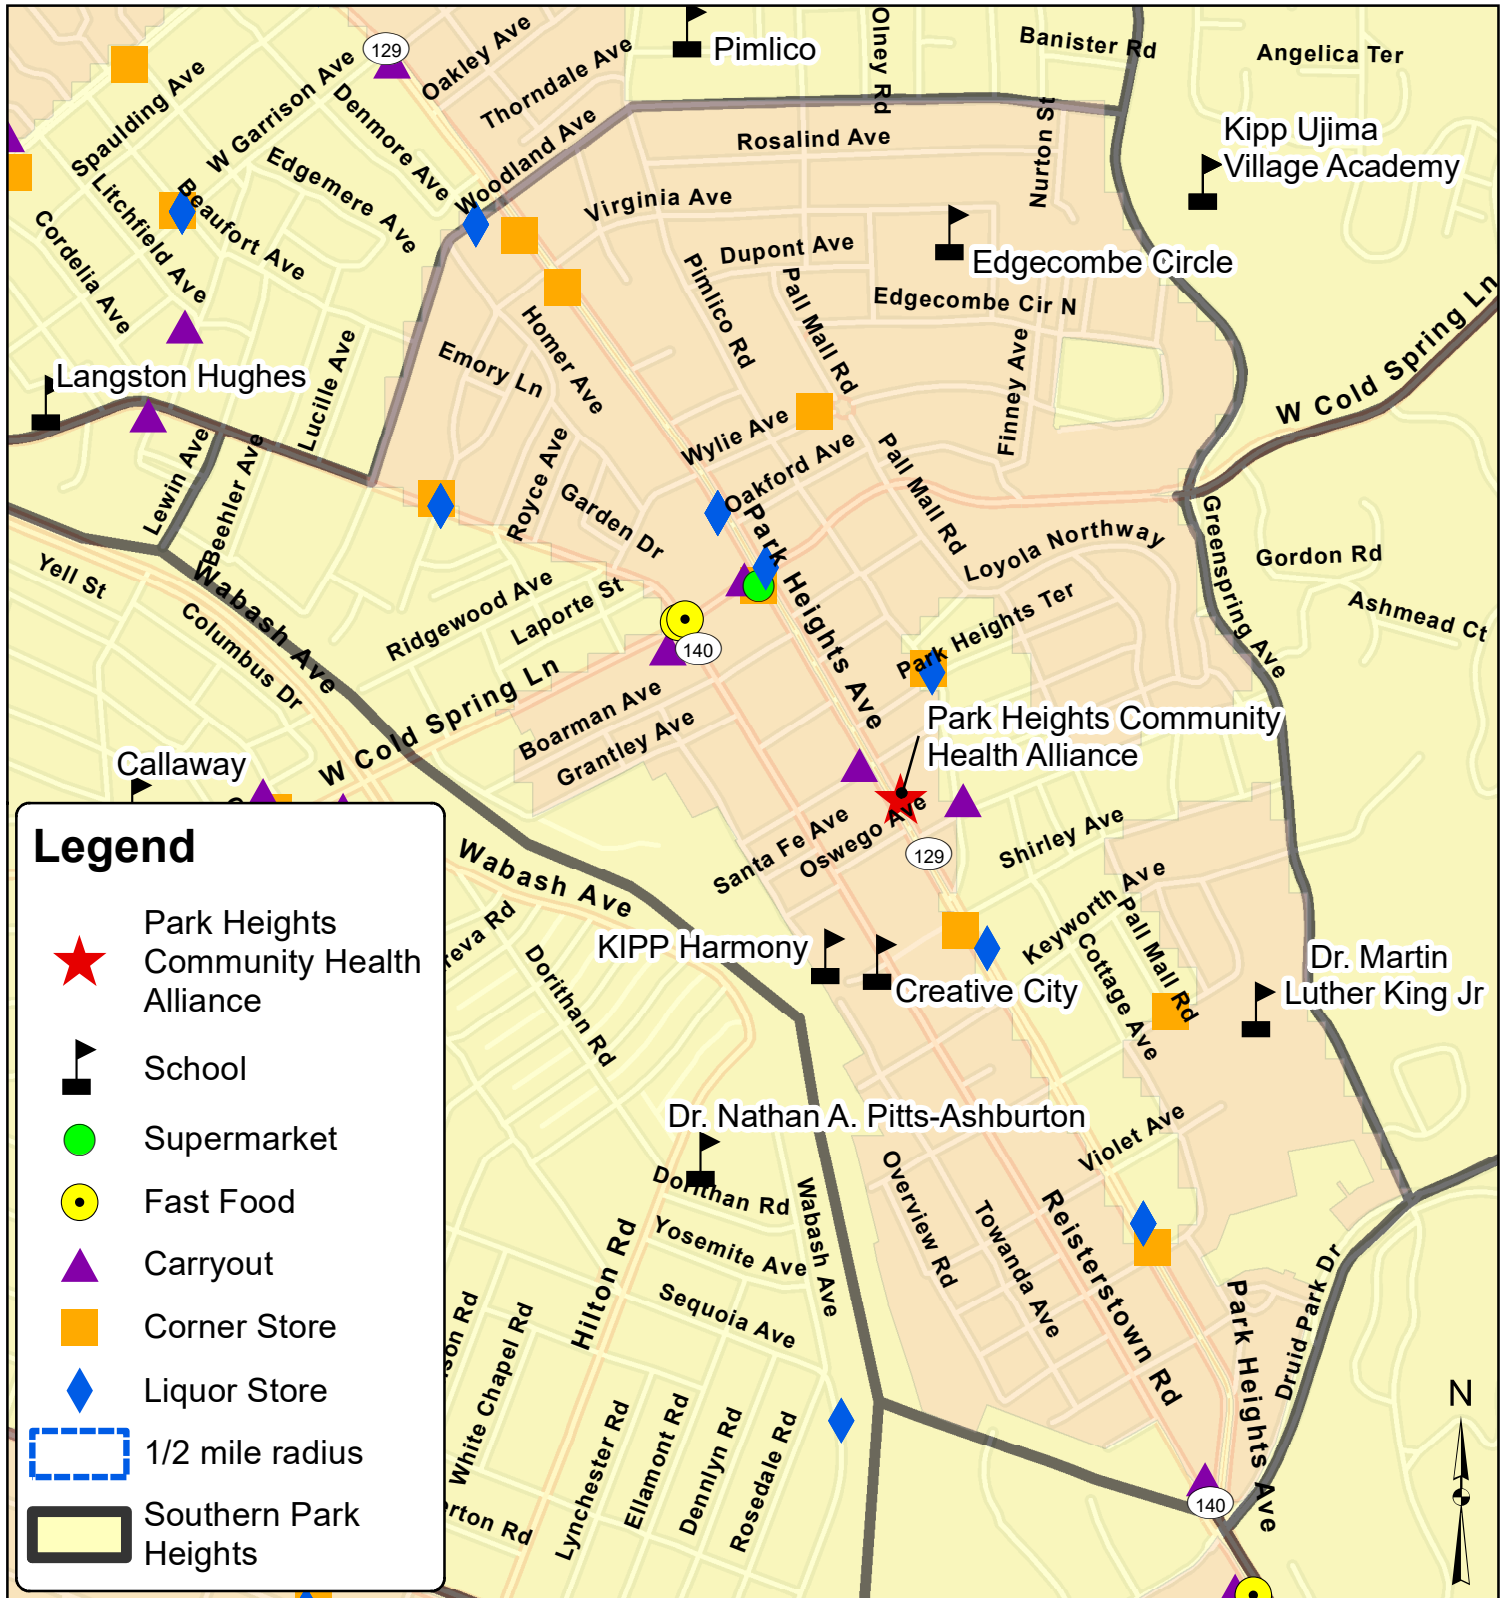 129
Oakley Ave
Thorndale Ave
Pimlico
Olney Rd
Banister Rd
Angelica Ter
Spaulding Ave
W Garrison Ave
Denmore Ave
Woodland Ave
Rosalind Ave
Nurton St
Kipp Ujima
Village Academy
Edgemere Ave
Litchfield Ave
Beaufort Ave
Cordelia Ave
Virginia Ave
Dupont Ave
Edgecombe Circle
Pimlico Rd
Pall Mall Rd
Edgecombe Cir N
W Cold Spring Ln
Homer Ave
Emory Ln
Lucille Ave
Finney Ave
Langston Hughes
Wylie Ave
Oakford Ave
Pall Mall Rd
Lewin Ave
Beehler Ave
Royce Ave
Garden Dr
Park Heights Ave
Loyola Northway
Greenspring Ave
Gordon Rd
Ashmead Ct
Yell St
Wabash Ave
Columbus Dr
Ridgewood Ave
Laporte St
Park Heights Ter
140
W Cold Spring Ln
Boarman Ave
Grantley Ave
Park Heights Community
Health Alliance
Callaway
Santa Fe Ave
Oswego Ave
129
Shirley Ave
Wabash Ave
Keyworth Ave
Pall Mall Rd
Cottage Ave
reva Rd
Dorithan Rd
KIPP Harmony
Creative City
Dr. Martin
Luther King Jr
Dr. Nathan A. Pitts-Ashburton
Violet Ave
Dorithan Rd
Yosemite Ave
Wabash Ave
Sequoia Ave
Hilton Rd
Overview Rd
Towanda Ave
Reisterstown Rd
Park Heights Ave
Druid Park Dr
son Rd
White Chapel Rd
Lynchester Rd
Ellamont Rd
Dennlyn Rd
Rosedale Rd
erton Rd
140
N
Legend
Park Heights
Community Health
Alliance
School
Supermarket
Fast Food
Carryout
Corner Store
Liquor Store
1/2 mile radius
Southern Park
Heights